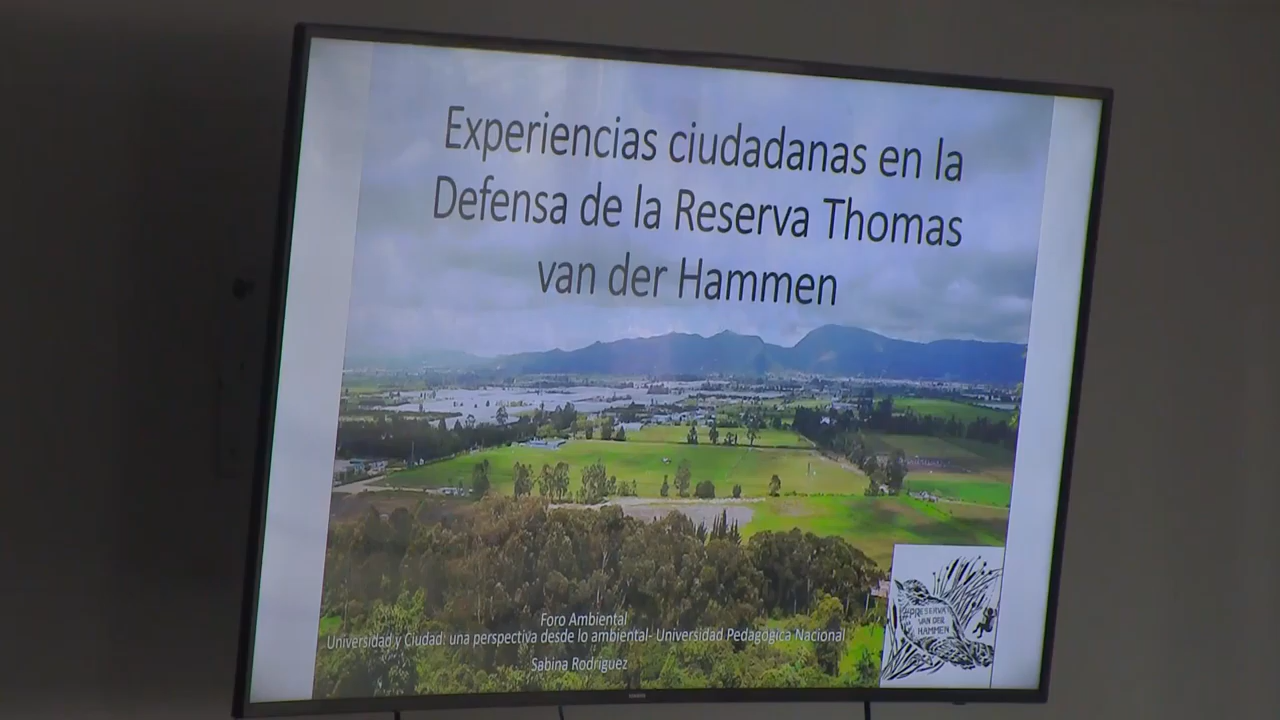 Experiencias ciudadanas en la
Defensa de la Reserva Thomas
van der Hammen
Foro Ambiental
Universidad y Ciudad: una perspectiva desde lo ambiental- Universidad Pedagógica Nacional
Sabina Rodríguez
RESERVA
VAN DER
HAMMEN